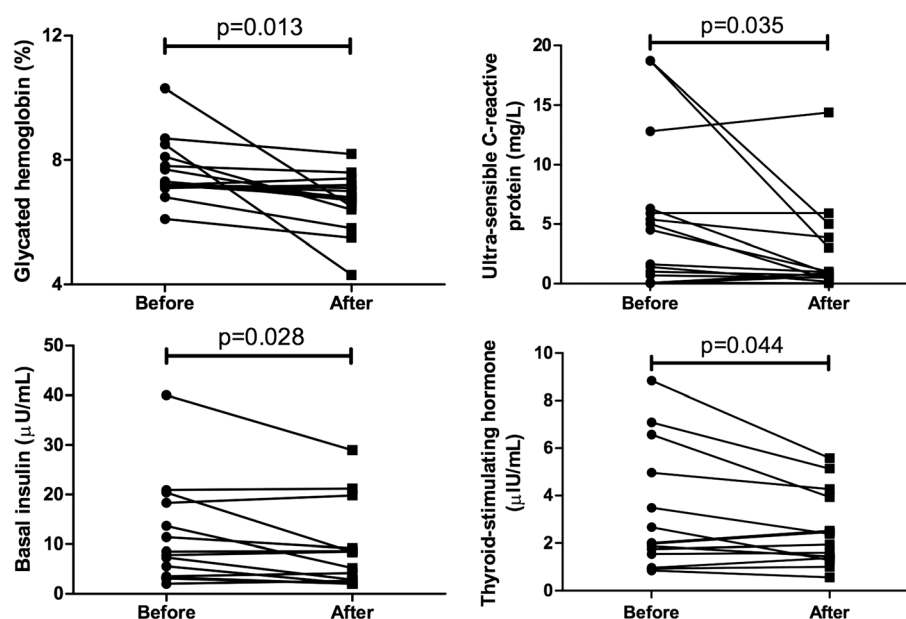 p=0.013
Glycated hemoglobin (%)
12
8
4
Before
After
p=0.035
Ultra-sensible C-reactive
protein (mg/L)
20
15
10
5
0
Before
After
p=0.028
Basal insulin (μU/mL)
50
40
30
20
10
0
Before
After
p=0.044
Thyroid-stimulating hormone
(μIU/mL)
10
8
6
4
2
0
Before
After